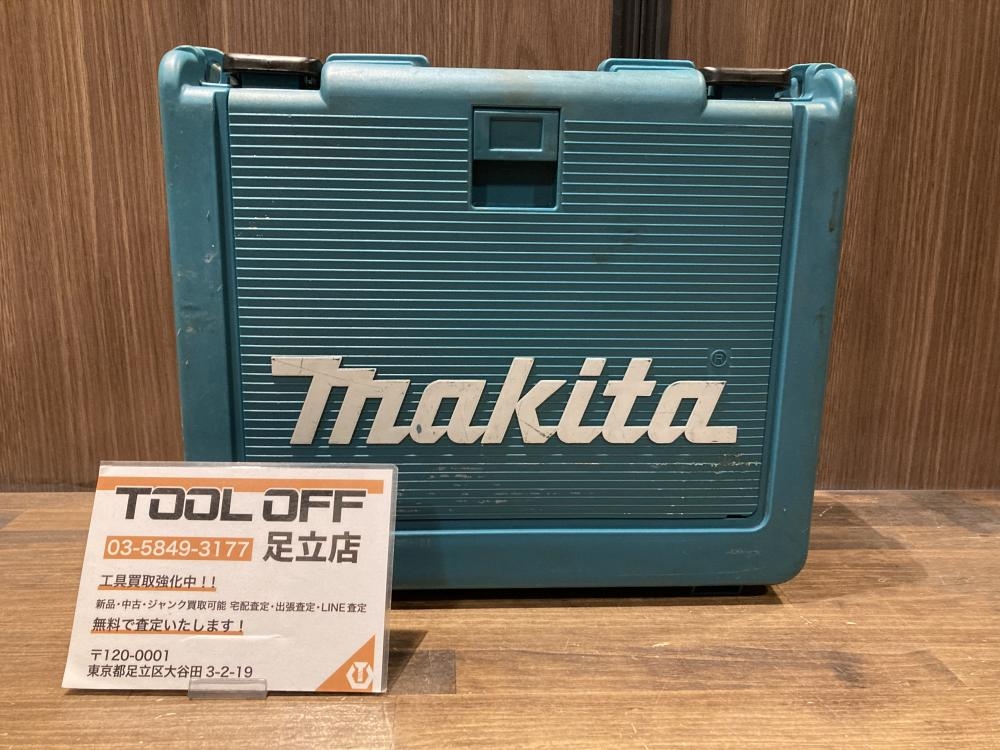 makita®
TOOL OFF
03-5849-3177 足立店
工具買取強化中!!
新品・中古・ジャンク買取可能 宅配査定・出張査定・LINE査定
無料で査定いたします!
〒120-0001
東京都足立区大谷田 3-2-19